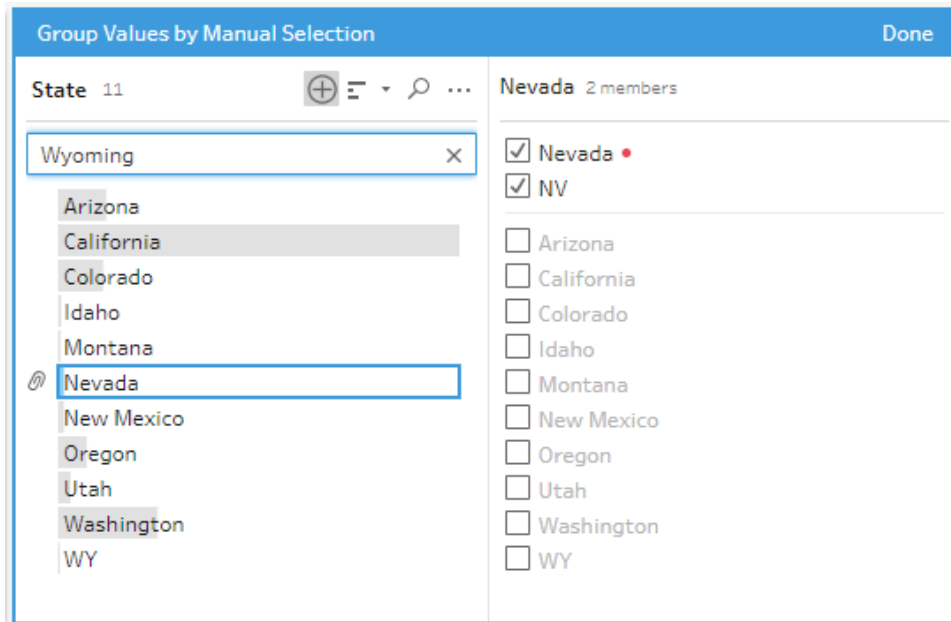 Group Values by Manual Selection Done
State 11
Wyoming
Arizona
California
Colorado
Idaho
Montana
Nevada
New Mexico
Oregon
Utah
Washington
WY
Nevada 2 members
Nevada
NV
Arizona
California
Colorado
Idaho
Montana
New Mexico
Oregon
Utah
Washington
WY